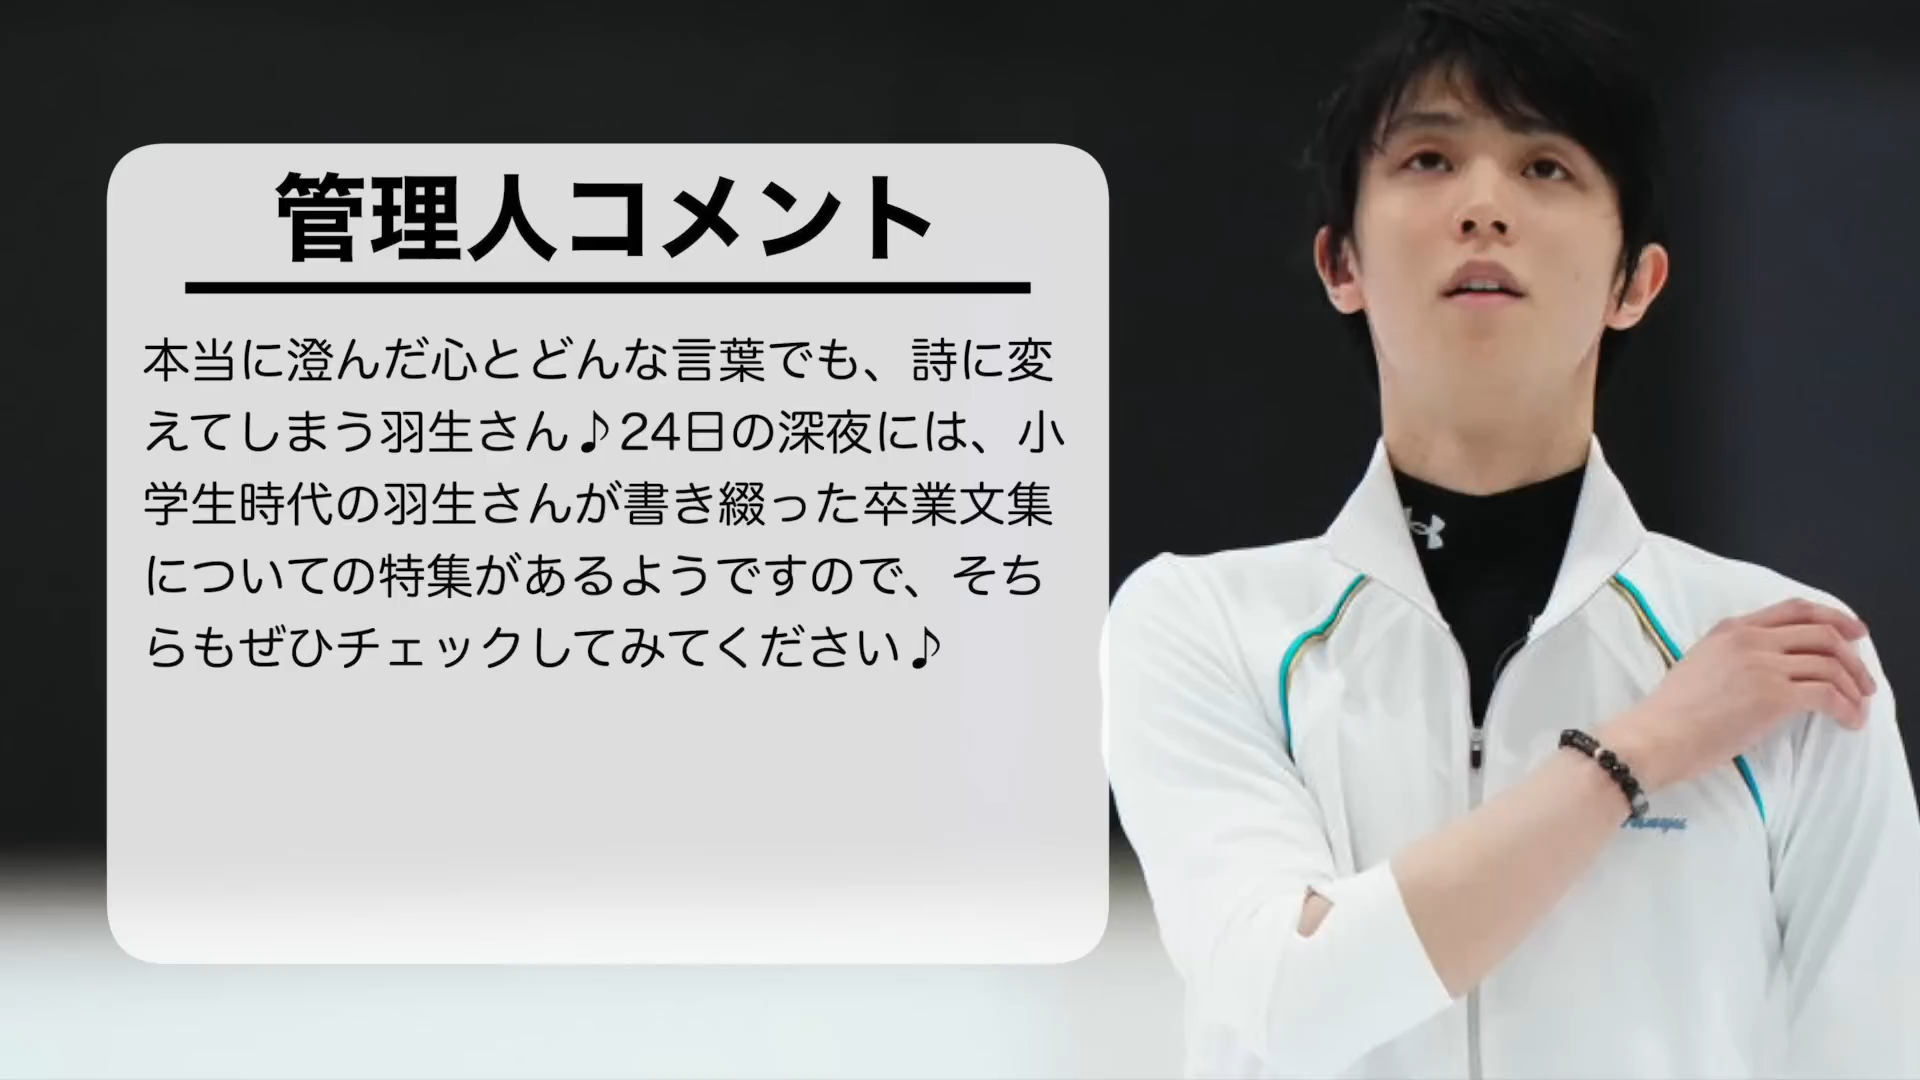 管理人コメント
本当に澄んだ心とどんな言葉でも、詩に変
えてしまう羽生さん♪24日の深夜には、小
学生時代の羽生さんが書き綴った卒業文集
についての特集があるようですので、そち
らもぜひチェックしてみてください♪